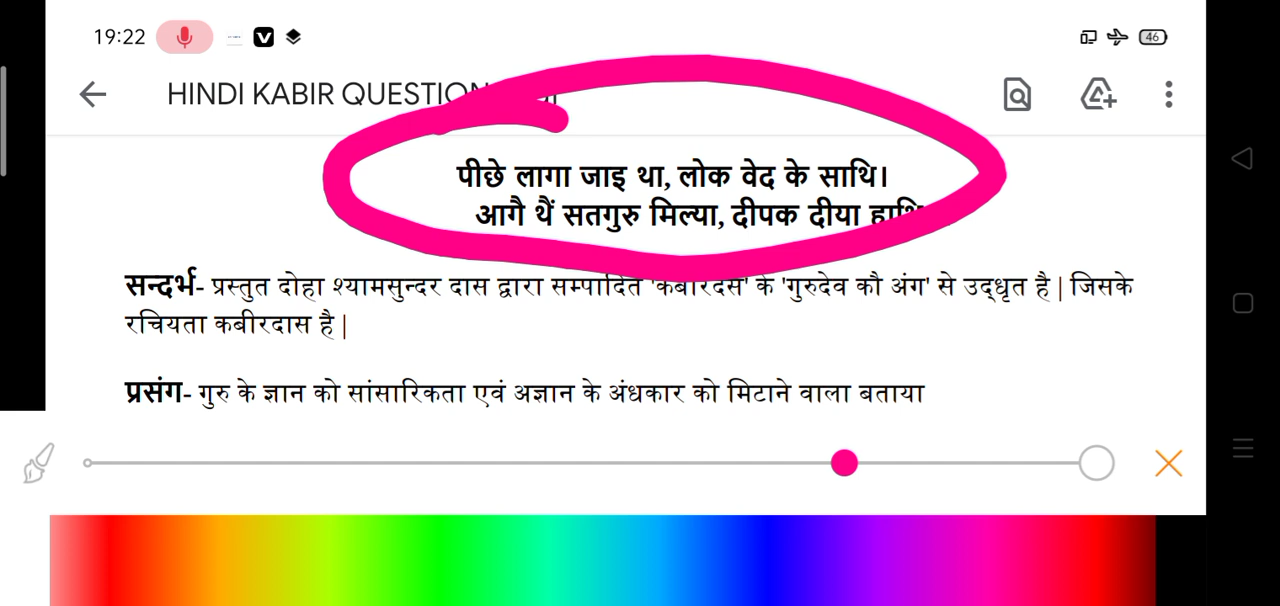 19:22
46
HINDI KABIR QUESTION
पीछे लागा जाइ था, लोक वेद के साथि।
आगै थैं सतगुरु मिल्या, दीपक दीया हाथि
सन्दर्भ- प्रस्तुत दोहा श्यामसुन्दर दास द्वारा सम्पादित 'कबीरदस' के 'गुरुदेव कौ अंग' से उद्धृत है | जिसके
रचियता कबीरदास है |
प्रसंग- गुरु के ज्ञान को सांसारिकता एवं अज्ञान के अंधकार को मिटाने वाला बताया